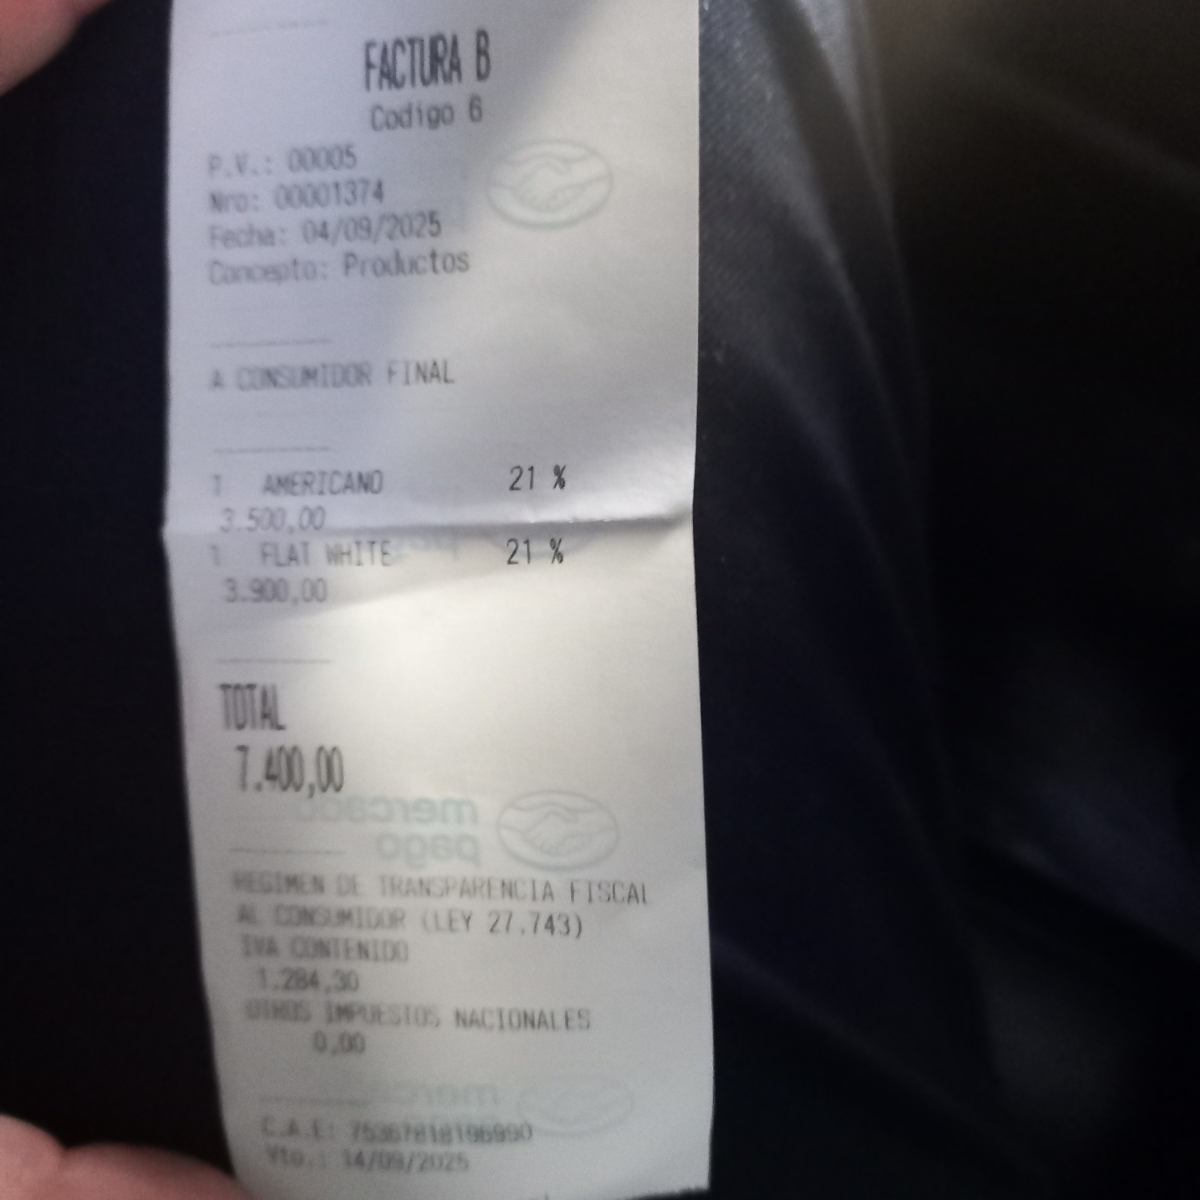 FACTURA B
Codigo 6
P.V.: 00005
Nro: 00001374
Fecha: 04/09/2025
Concepto: Productos
A CONSUMIDOR FINAL
1 AMERICANO 21 %
3.500,00
1 FLAT WHITE 21 %
3.900,00
TOTAL
7.400,00
mercado
pago
REGIMEN DE TRANSPARENCIA FISCAL
AL CONSUMIDOR (LEY 27.743)
IVA CONTENIDO
1.284,30
OTROS IMPUESTOS NACIONALES
0,00
C.A.E: 75367818196990
Vto.: 14/09/2025